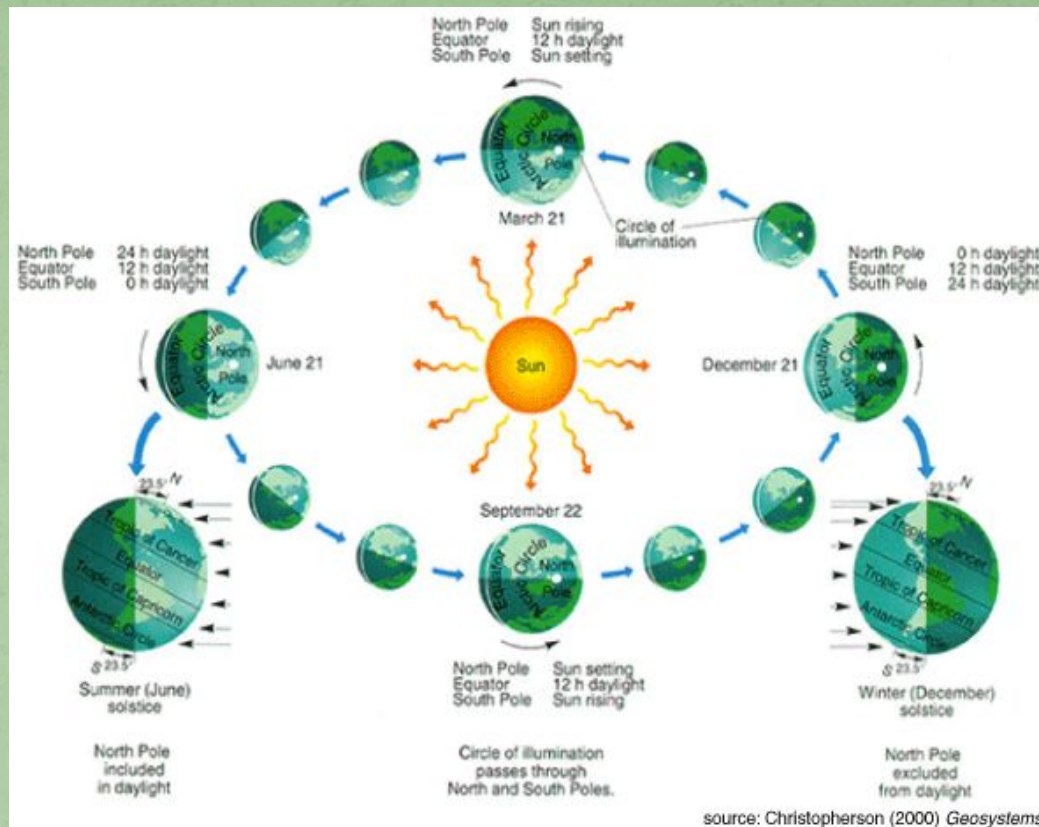 North Pole Sun rising
Equator 12 h daylight
South Pole Sun setting
Equator
Arctic Circle
North
Pole
March 21
Circle of
illumination
North Pole 24 h daylight
Equator 12 h daylight
South Pole 0 h daylight
North Pole 0 h daylight
Equator 12 h daylight
South Pole 24 h daylight
Equator
Arctic Circle
North
Pole
June 21
Sun
December 21
Equator
Arctic Circle
North
Pole
23.5° N
Tropic of Cancer
Equator
Tropic of Capricorn
Antarctic Circle
S 23.5°
Summer (June)
solstice
North Pole
included
in daylight
September 22
Equator
Arctic Circle
North
Pole
North Pole Sun setting
Equator 12 h daylight
South Pole Sun rising
Circle of illumination
passes through
North and South Poles.
23.5° N
Tropic of Cancer
Equator
Tropic of Capricorn
Antarctic Circle
S 23.5°
Winter (December)
solstice
North Pole
excluded
from daylight
source: Christopherson (2000) Geosystems